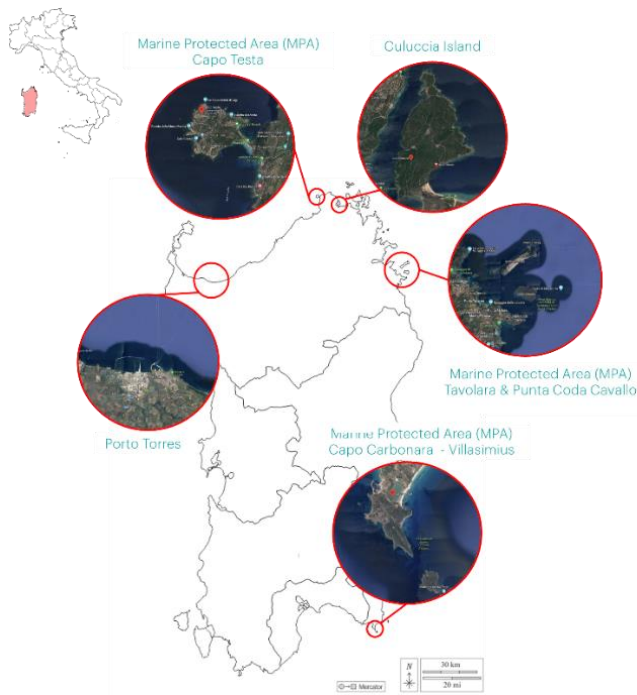 Marine Protected Area (MPA)
Capo Testa
Culuccia Island
Marine Protected Area (MPA)
Tavolara & Punta Coda Cavallo
Porto Torres
Marine Protected Area (MPA)
Capo Carbonara - Villasimius
N
30 km
20 mi
Mercator